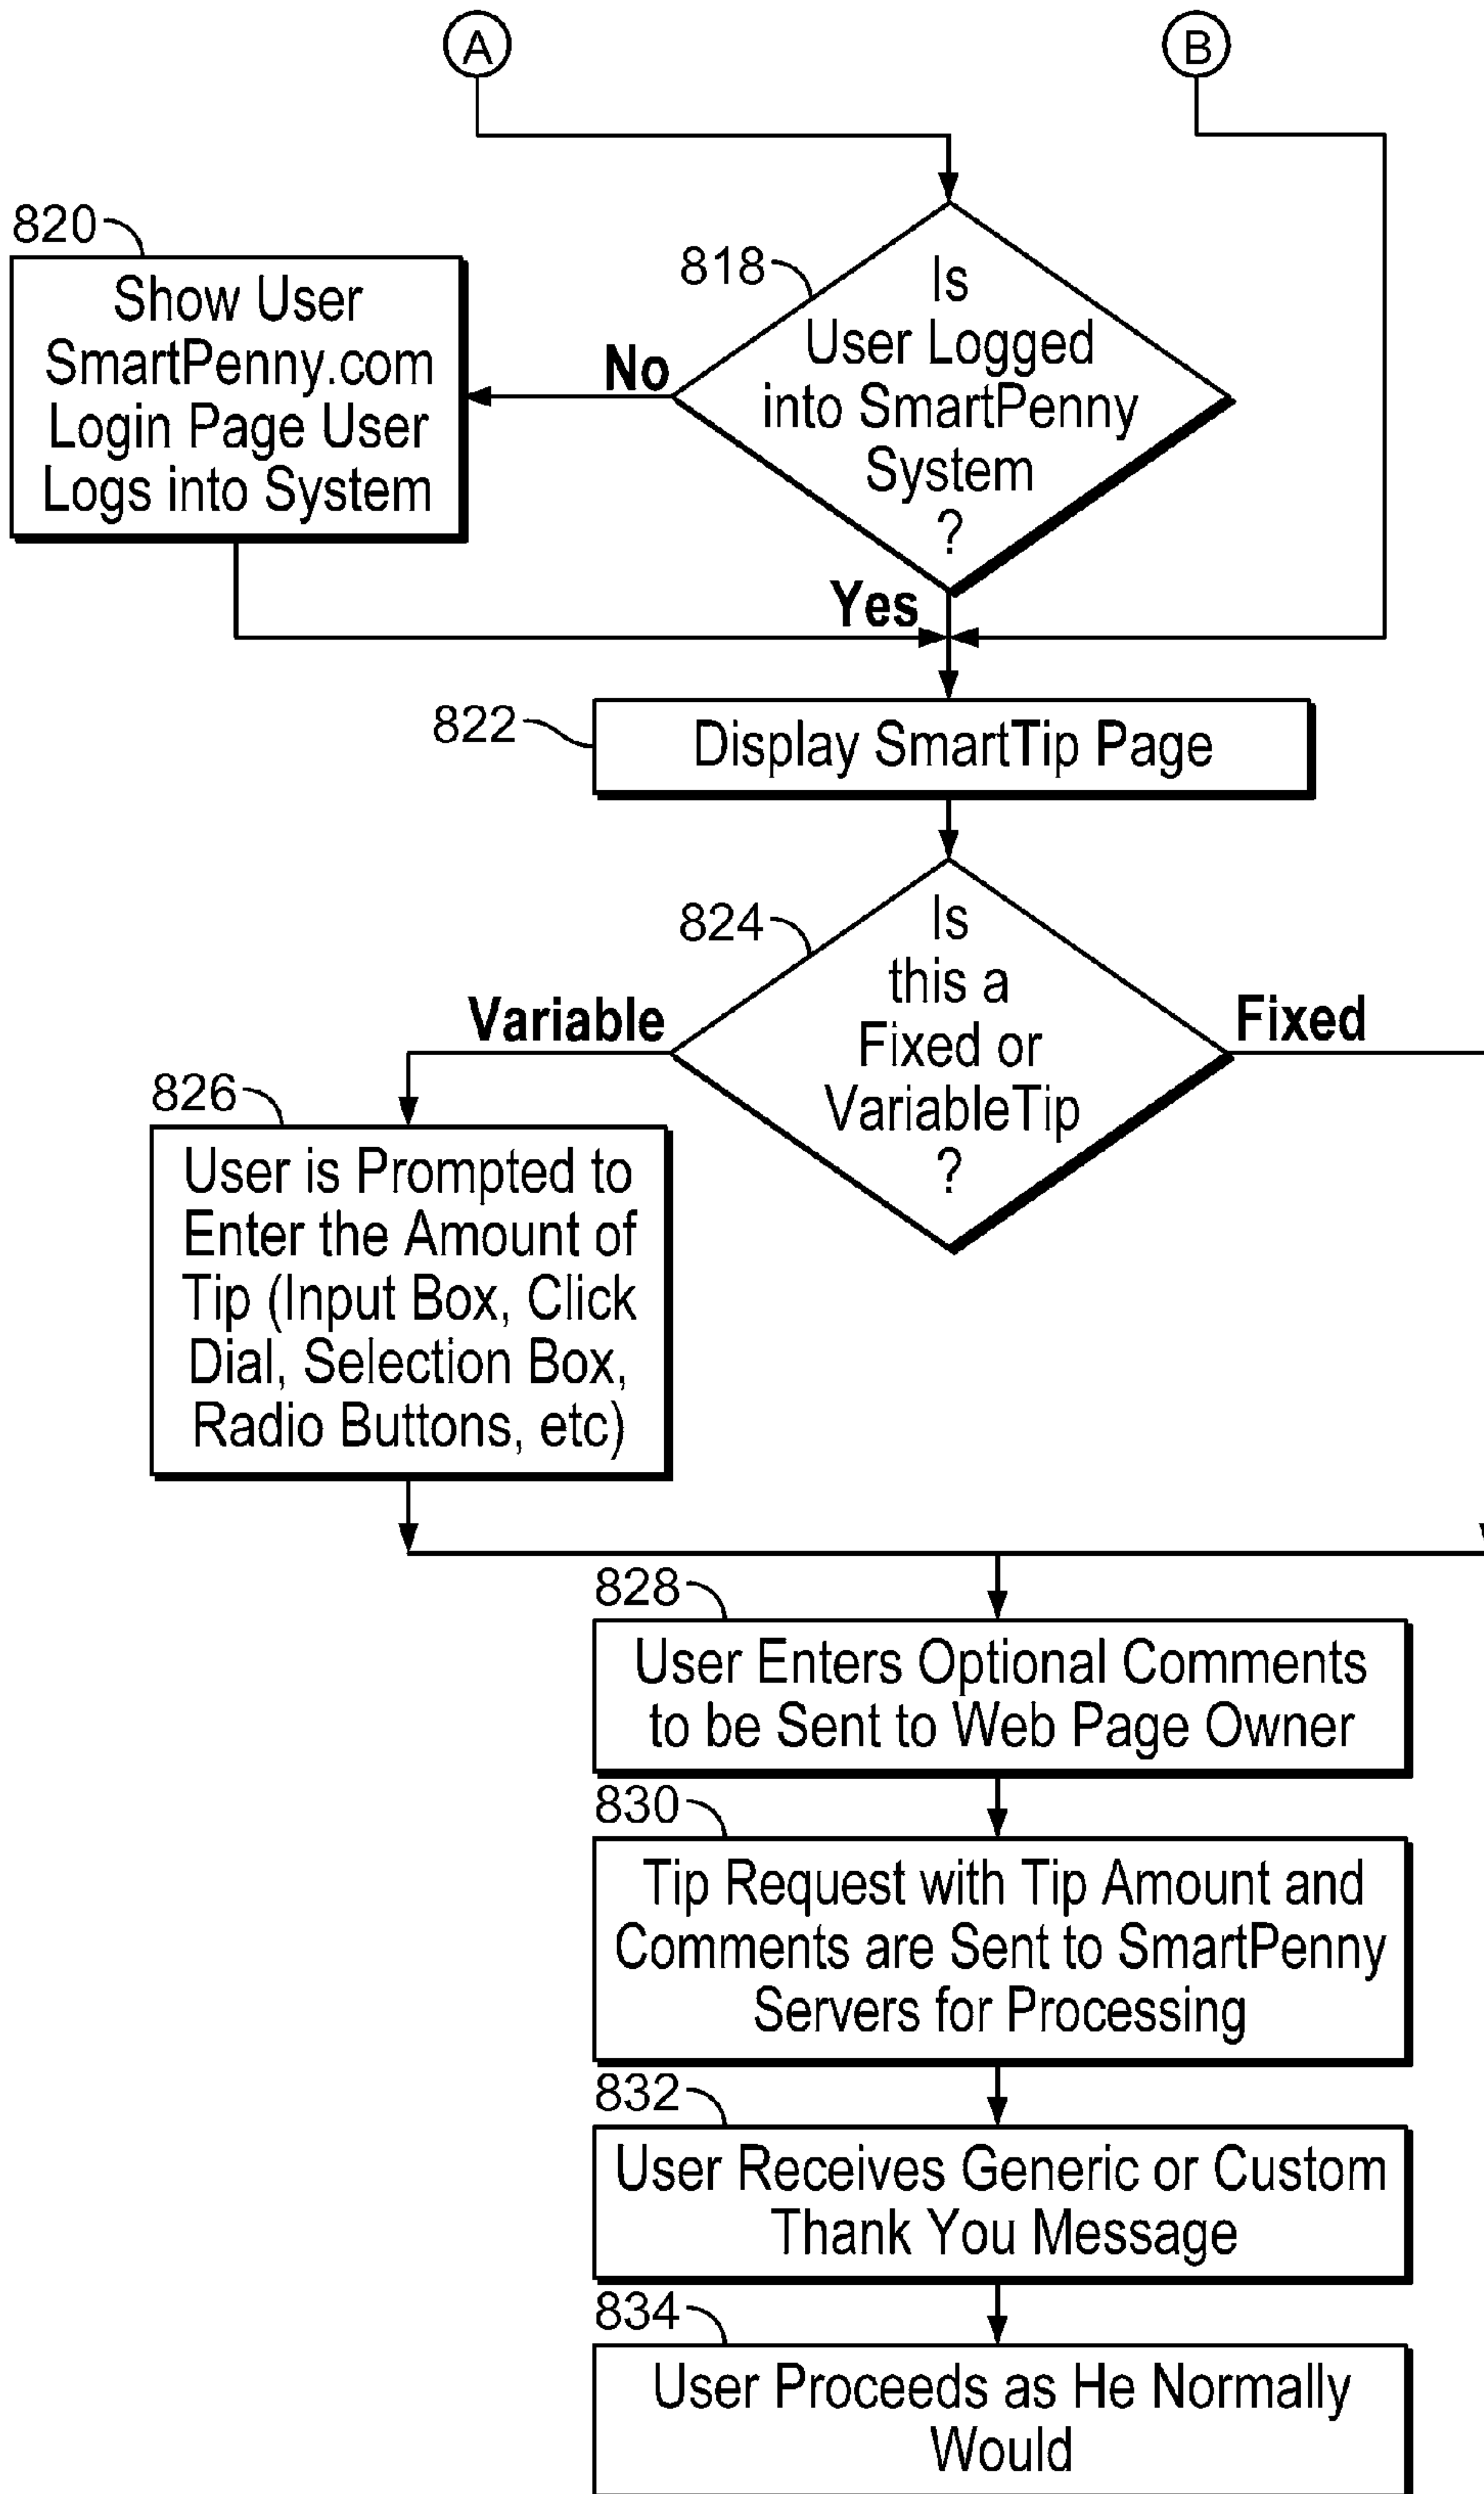 A
B
820
Show User
SmartPenny.com
Login Page User
Logs into System
818
Is
User Logged
into SmartPenny
System
?
No
Yes
822
Display SmartTip Page
824
Is
this a
Fixed or
VariableTip
?
Variable
Fixed
826
User is Prompted to
Enter the Amount of
Tip (Input Box, Click
Dial, Selection Box,
Radio Buttons, etc)
828
User Enters Optional Comments
to be Sent to Web Page Owner
830
Tip Request with Tip Amount and
Comments are Sent to SmartPenny
Servers for Processing
832
User Receives Generic or Custom
Thank You Message
834
User Proceeds as He Normally
Would